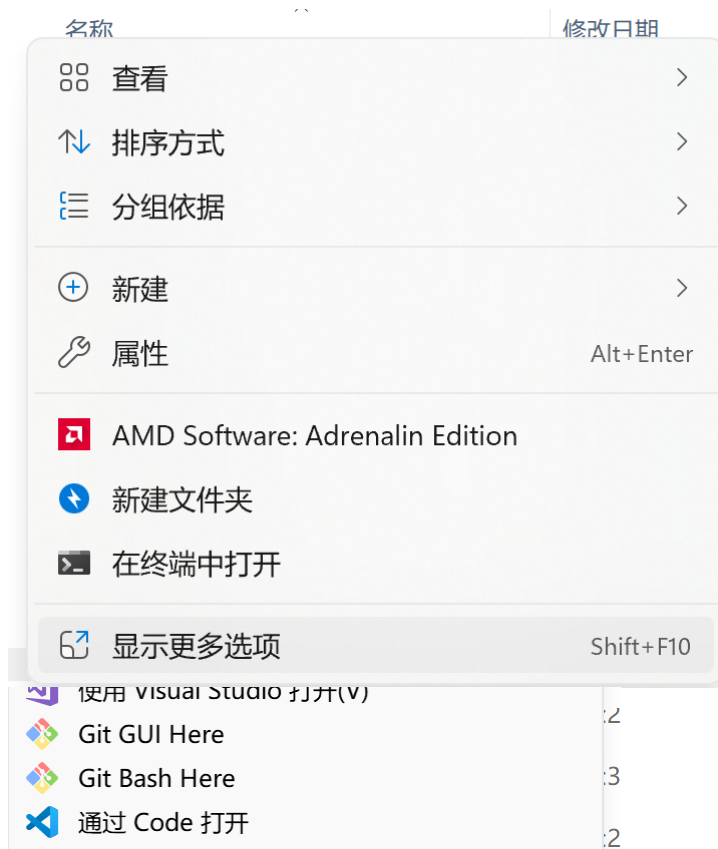 名称 修改日期
查看
排序方式
分组依据
新建
属性 Alt+Enter
AMD Software: Adrenalin Edition
新建文件夹
在终端中打开
显示更多选项 Shift+F10
使用 Visual Studio 打开(V)
Git GUI Here
:2
Git Bash Here
:3
通过 Code 打开
:2